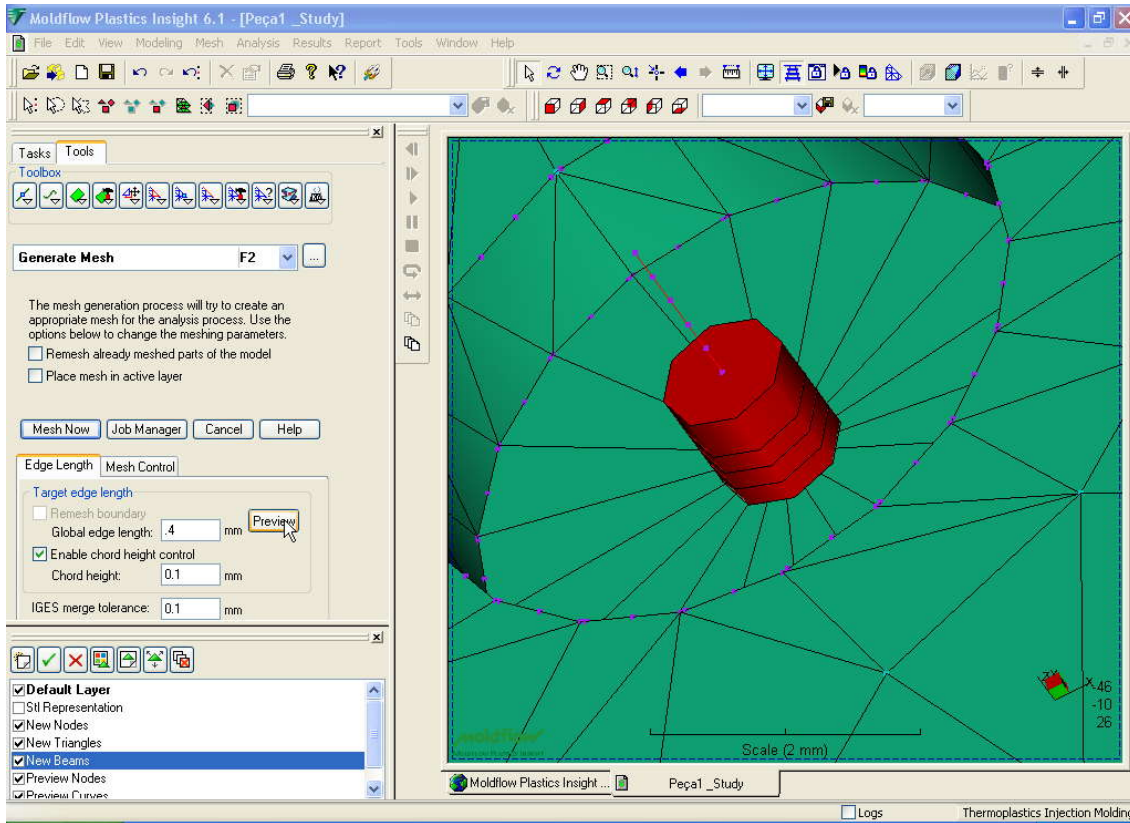 Moldflow Plastics Insight 6.1 - [Peça1 _Study]
File Edit View Modeling Mesh Analysis Results Report Tools Window Help
Tasks Tools
Toolbox
Generate Mesh F2 ...
The mesh generation process will try to create an
appropriate mesh for the analysis process. Use the
options below to change the meshing parameters.
Remesh already meshed parts of the model
Place mesh in active layer
Mesh Now Job Manager Cancel Help
Edge Length Mesh Control
Target edge length
Remesh boundary
Global edge length: .4 mm Preview
Enable chord height control
Chord height: 0.1 mm
IGES merge tolerance: 0.1 mm
Default Layer
Stl Representation
New Nodes
New Triangles
New Beams
Preview Nodes
Preview Curves
moldflow
Scale (2 mm)
X
46
-10
26
Moldflow Plastics Insight ... Peça1 _Study
Logs Thermoplastics Injection Molding